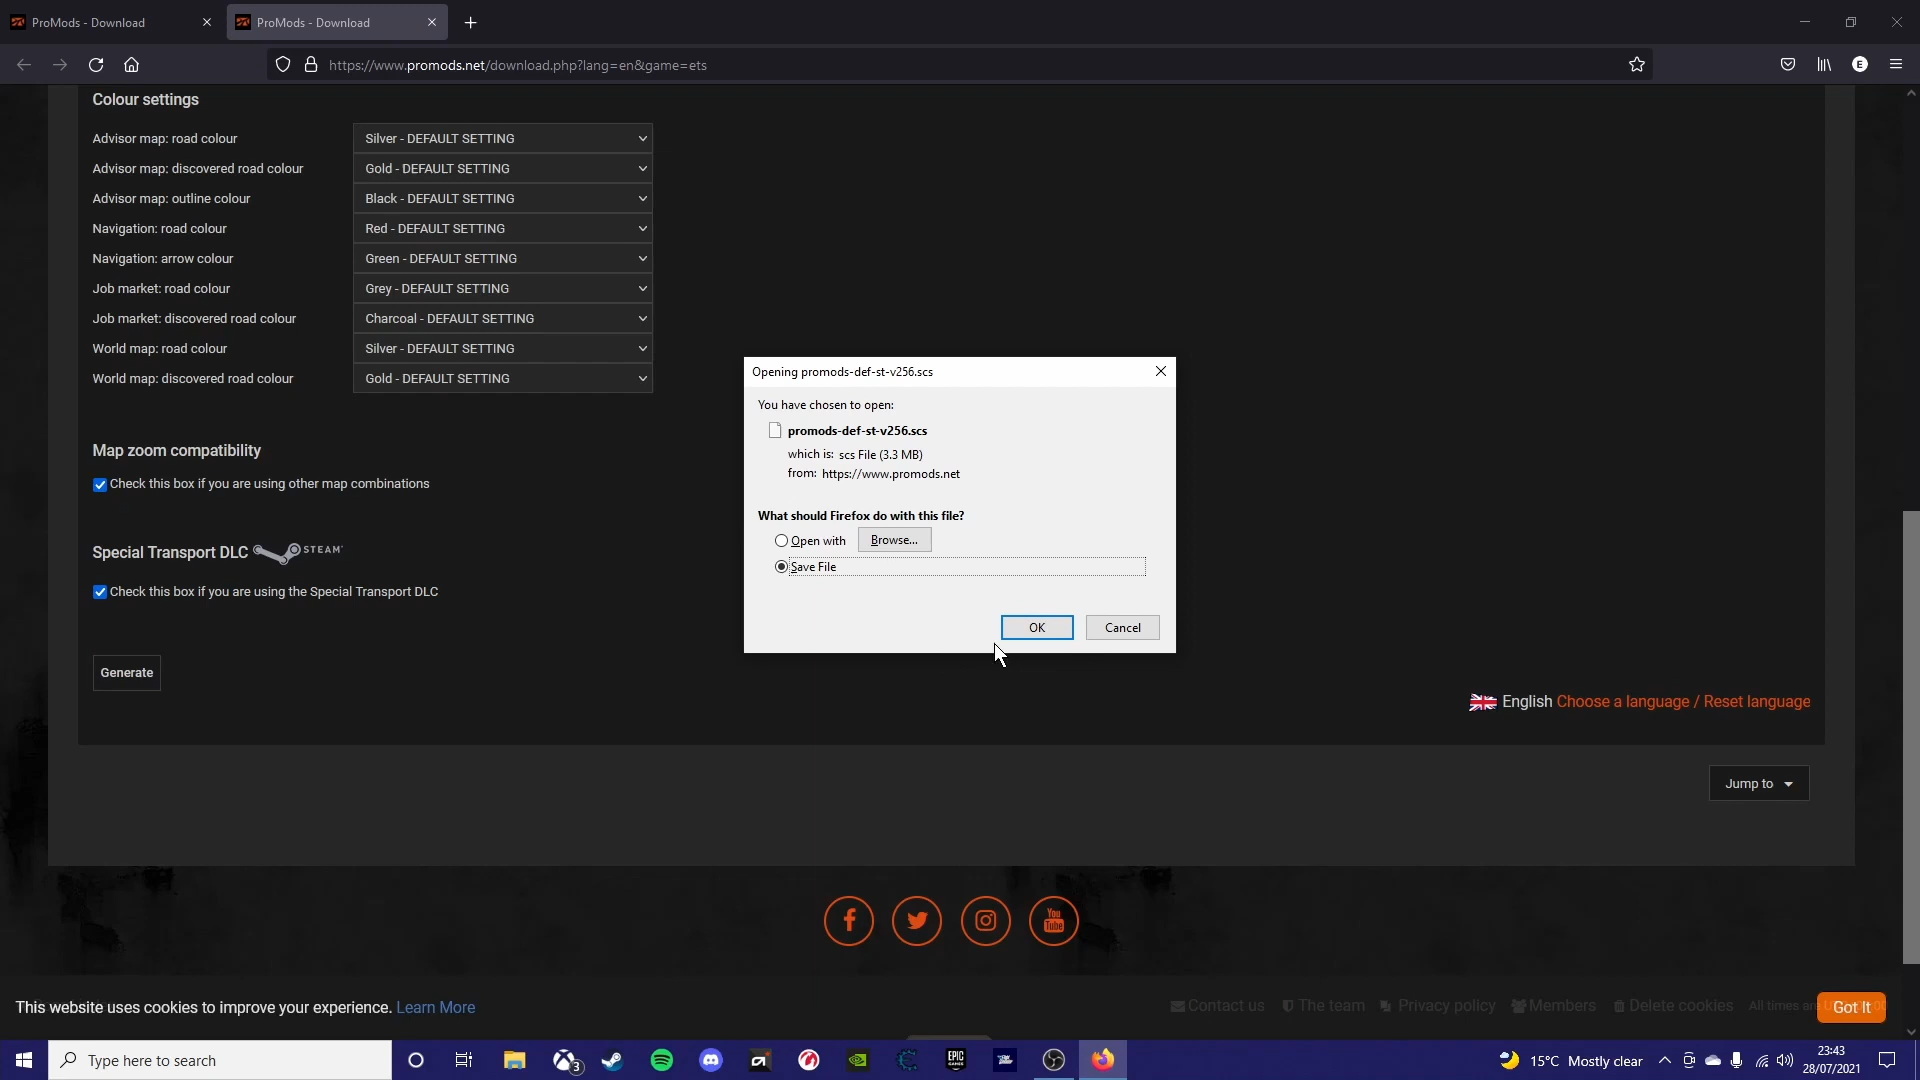 ProMods - Download
ProMods - Download
https://www.promods.net/download.php?lang=en&game=ets
E
Colour settings
Advisor map: road colour
Silver - DEFAULT SETTING
Advisor map: discovered road colour
Gold - DEFAULT SETTING
Advisor map: outline colour
Black - DEFAULT SETTING
Navigation: road colour
Red - DEFAULT SETTING
Navigation: arrow colour
Green - DEFAULT SETTING
Job market: road colour
Grey - DEFAULT SETTING
Job market: discovered road colour
Charcoal - DEFAULT SETTING
World map: road colour
Silver - DEFAULT SETTING
World map: discovered road colour
Gold - DEFAULT SETTING
Map zoom compatibility
Check this box if you are using other map combinations
Special Transport DLC STEAM
Check this box if you are using the Special Transport DLC
Generate
Opening promods-def-st-v256.scs
You have chosen to open:
promods-def-st-v256.scs
which is: scs File (3.3 MB)
from: https://www.promods.net
What should Firefox do with this file?
Open with Browse...
Save File
OK Cancel
English Choose a language / Reset language
Jump to
You Tube
This website uses cookies to improve your experience. Learn More
Contact us The team Privacy policy Members Delete cookies All times are
Got It
Type here to search
3
EPIC GAMES
15°C Mostly clear
23:43
28/07/2021